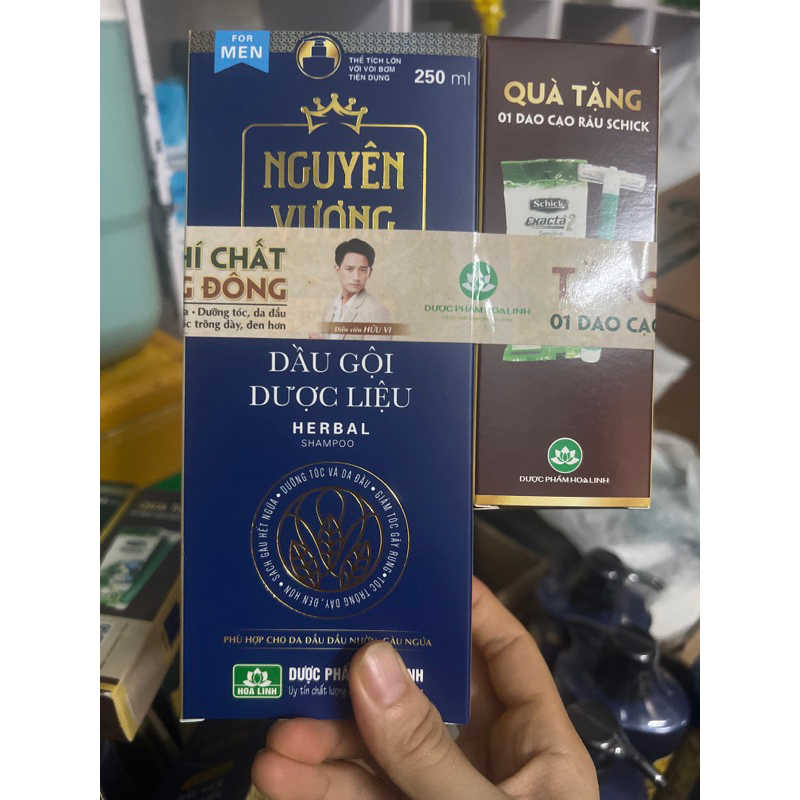 FOR
MEN
THỂ TÍCH LỚN
VỚI VÒI BƠM
TIỆN DỤNG
250 ml
NGUYÊN
VƯƠNG
HÍ CHẤT
G ĐÔNG
Dưỡng tóc, da đầu
trông dày, đen hơn
Diễn viên HỮU VI
DƯỢC PHẨM HOA LINH
TẶNG
01 DAO CẠO
DẦU GỘI
DƯỢC LIỆU
HERBAL
SHAMPOO
• SẠCH GÀU HẾT NGỨA • DƯỠNG TÓC VÀ DA ĐẦU • GIẢM TÓC GÃY RỤNG • TÓC TRÔNG DÀY, ĐEN HƠN
PHÙ HỢP CHO DA ĐẦU DẦU NHỜN, GÀU NGỨA
HOA LINH
DƯỢC PHẨ
INH
Uy tín chất lượng
QUÀ TẶNG
01 DAO CẠO RÂU SCHICK
Schick
Exacta2
Sensitive
DƯỢC PHẨM HOA LINH